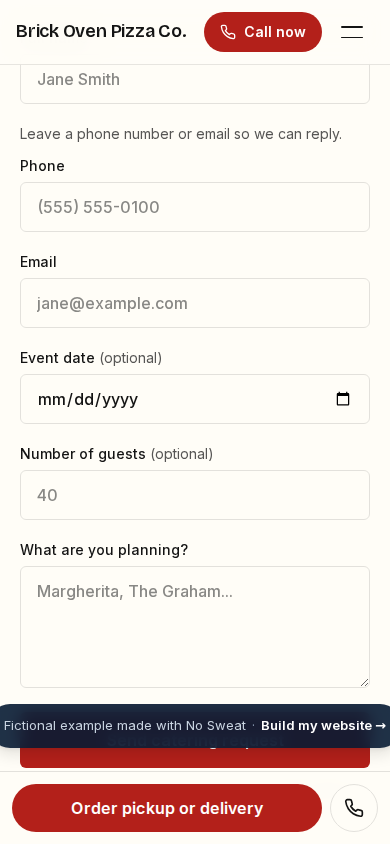 Brick Oven Pizza Co.
Call now
Jane Smith
Leave a phone number or email so we can reply.
Phone
(555) 555-0100
Email
jane@example.com
Event date (optional)
mm/dd/yyyy
Number of guests (optional)
40
What are you planning?
Margherita, The Graham...
Fictional example made with No Sweat · Build my website →
Order pickup or delivery